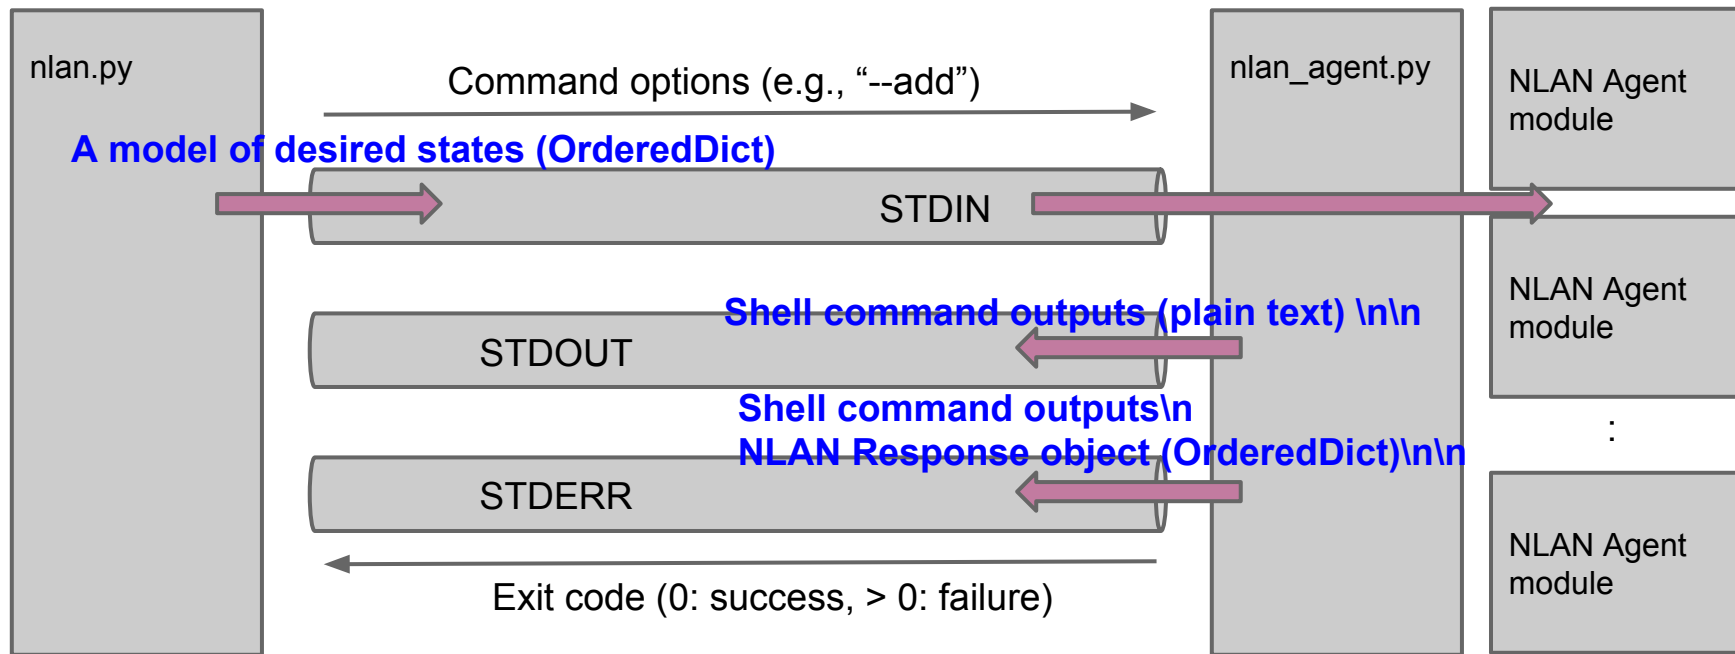 nlan.py
Command options (e.g., “--add”)
nlan_agent.py
NLAN Agent
module
A model of desired states (OrderedDict)
STDIN
NLAN Agent
module
Shell command outputs (plain text) \n\n
STDOUT
Shell command outputs\n
NLAN Response object (OrderedDict)\n\n
:
STDERR
NLAN Agent
module
Exit code (0: success, > 0: failure)